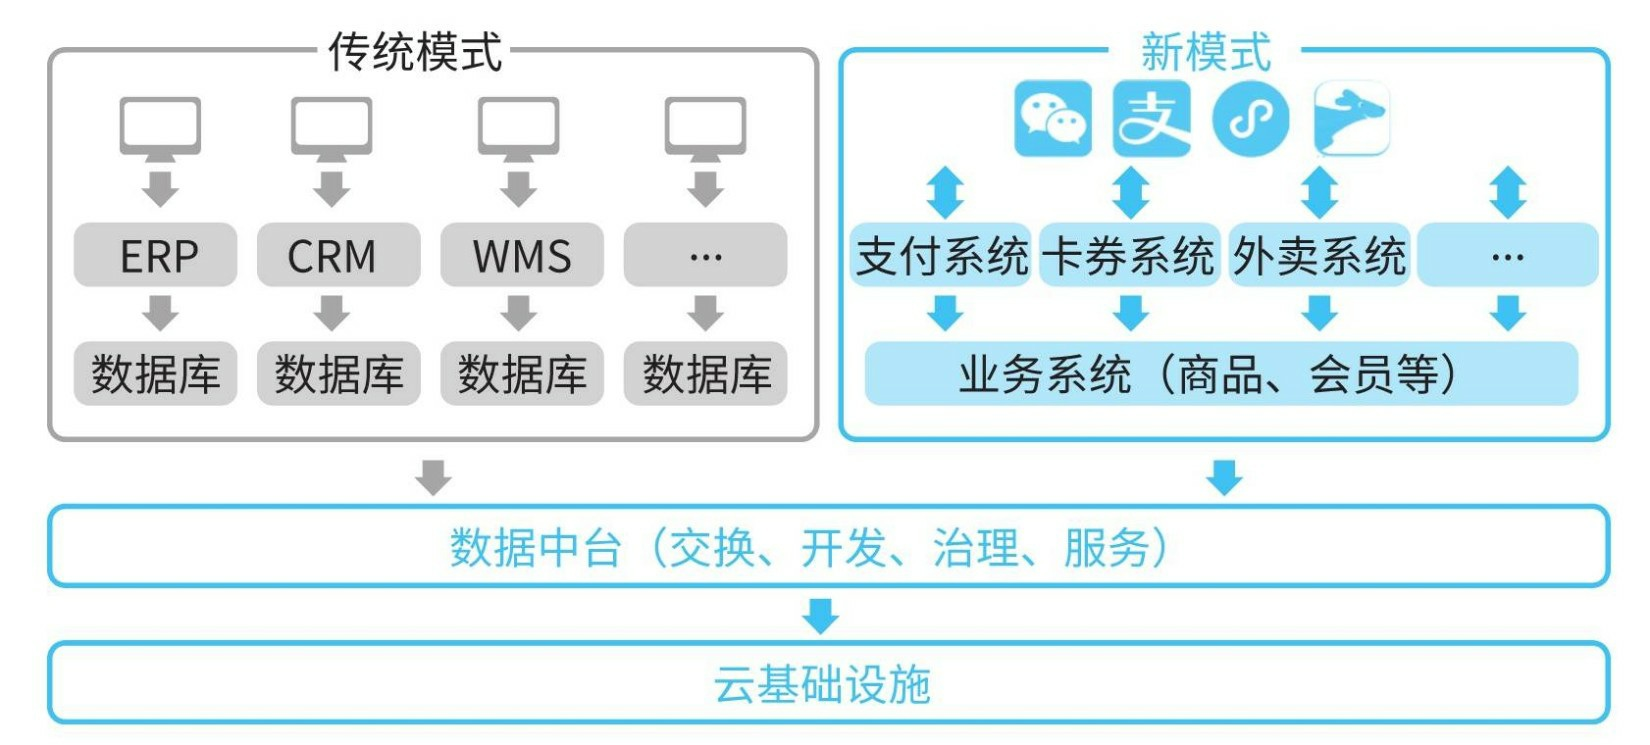 传统模式
新模式
支
ERP
CRM
WMS
...
支付系统
卡券系统
外卖系统
...
数据库
数据库
数据库
数据库
业务系统（商品、会员等）
数据中台（交换、开发、治理、服务）
云基础设施